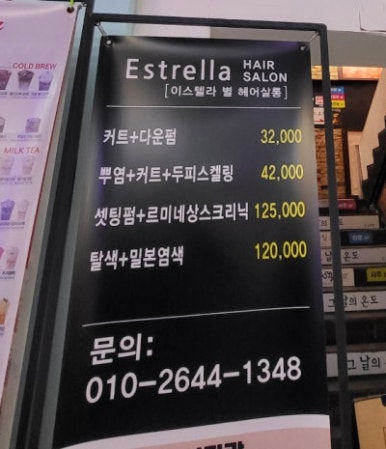 Estrella HAIR SALON
[이스텔라 별 헤어살롱]
커트+다운펌 32,000
뿌염+커트+두피스켈링 42,000
셋팅펌+르미네상스크리닉 125,000
탈색+밀본염색 120,000
문의:
010-2644-1348
COLD BREW
MILK TEA
그날의 온도